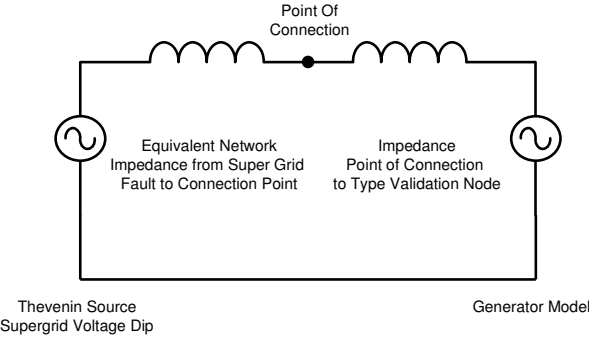 Point Of
Connection
Equivalent Network
Impedance from Super Grid
Fault to Connection Point
Impedance
Point of Connection
to Type Validation Node
Thevenin Source
Supergrid Voltage Dip
Generator Model